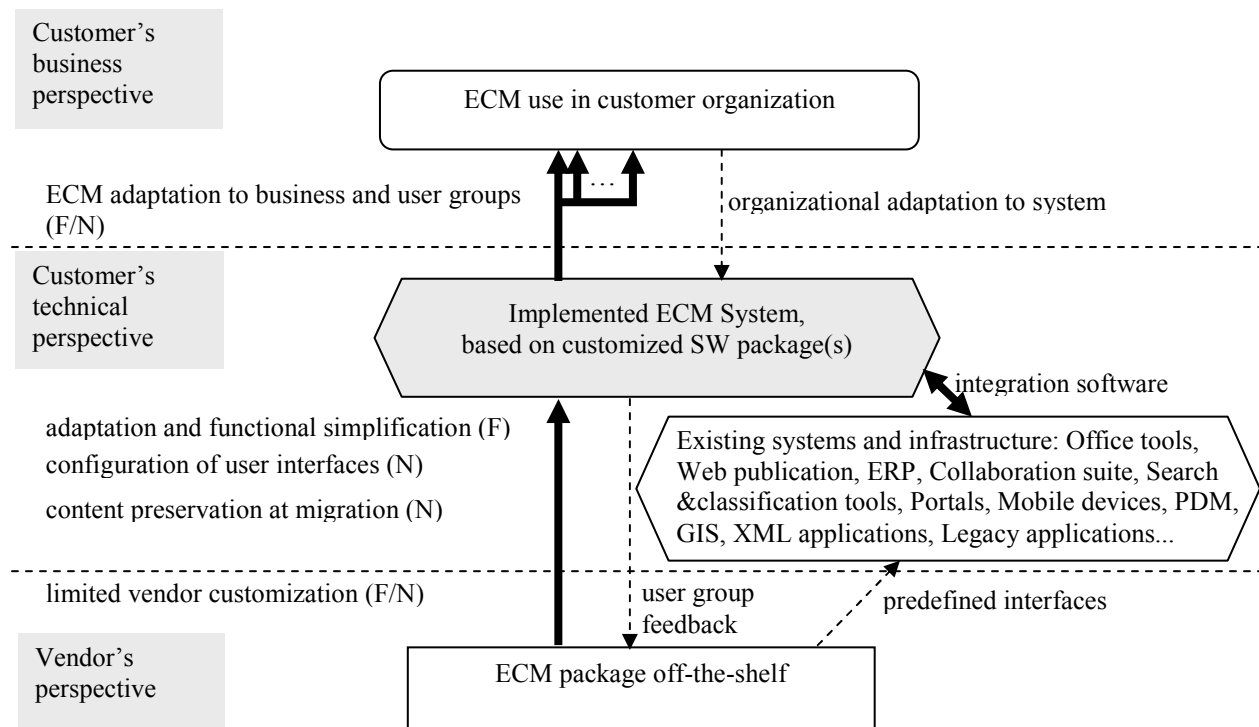 Customer’s
business
perspective
ECM use in customer organization
...
ECM adaptation to business and user groups
(F/N)
organizational adaptation to system
Customer’s
technical
perspective
Implemented ECM System,
based on customized SW package(s)
integration software
adaptation and functional simplification (F)
configuration of user interfaces (N)
content preservation at migration (N)
Existing systems and infrastructure: Office tools,
Web publication, ERP, Collaboration suite, Search
&classification tools, Portals, Mobile devices, PDM,
GIS, XML applications, Legacy applications...
limited vendor customization (F/N)
user group
feedback
predefined interfaces
Vendor’s
perspective
ECM package off-the-shelf